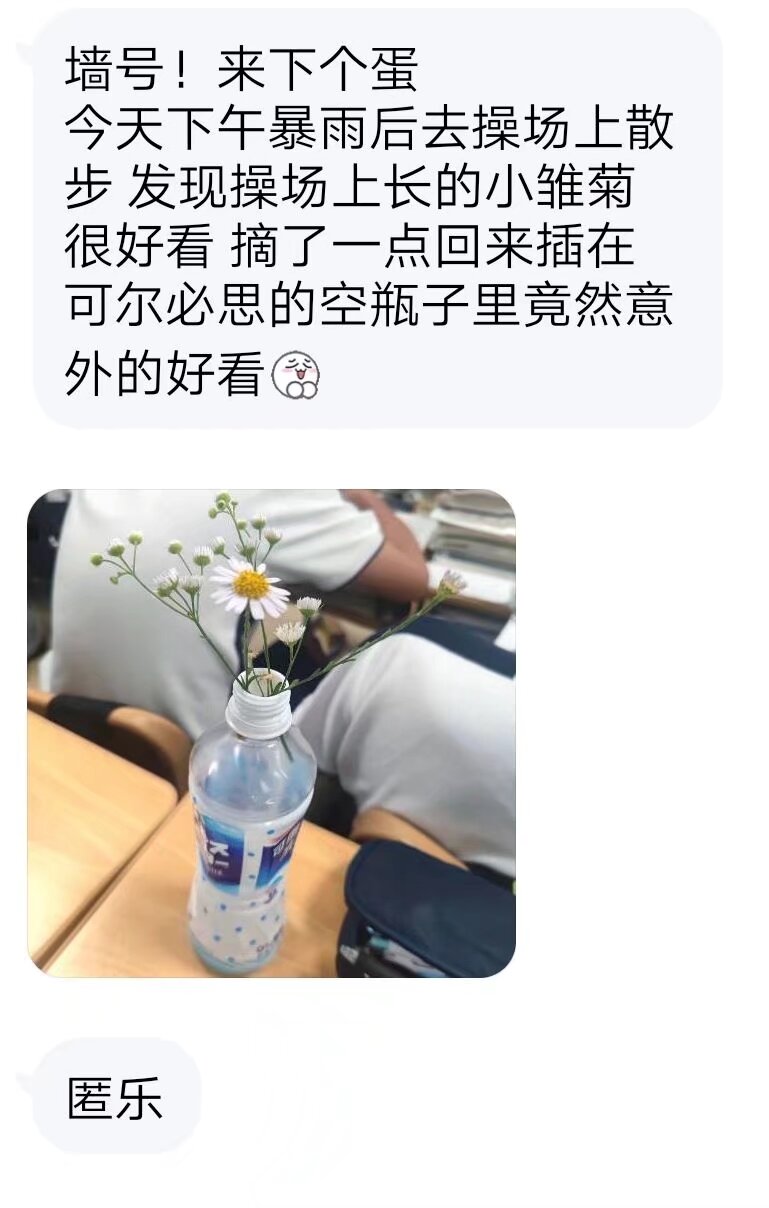 墙号！来下个蛋
今天下午暴雨后去操场上散
步 发现操场上长的小雏菊
很好看 摘了一点回来插在
可尔必思的空瓶子里竟然意
外的好看
匿乐